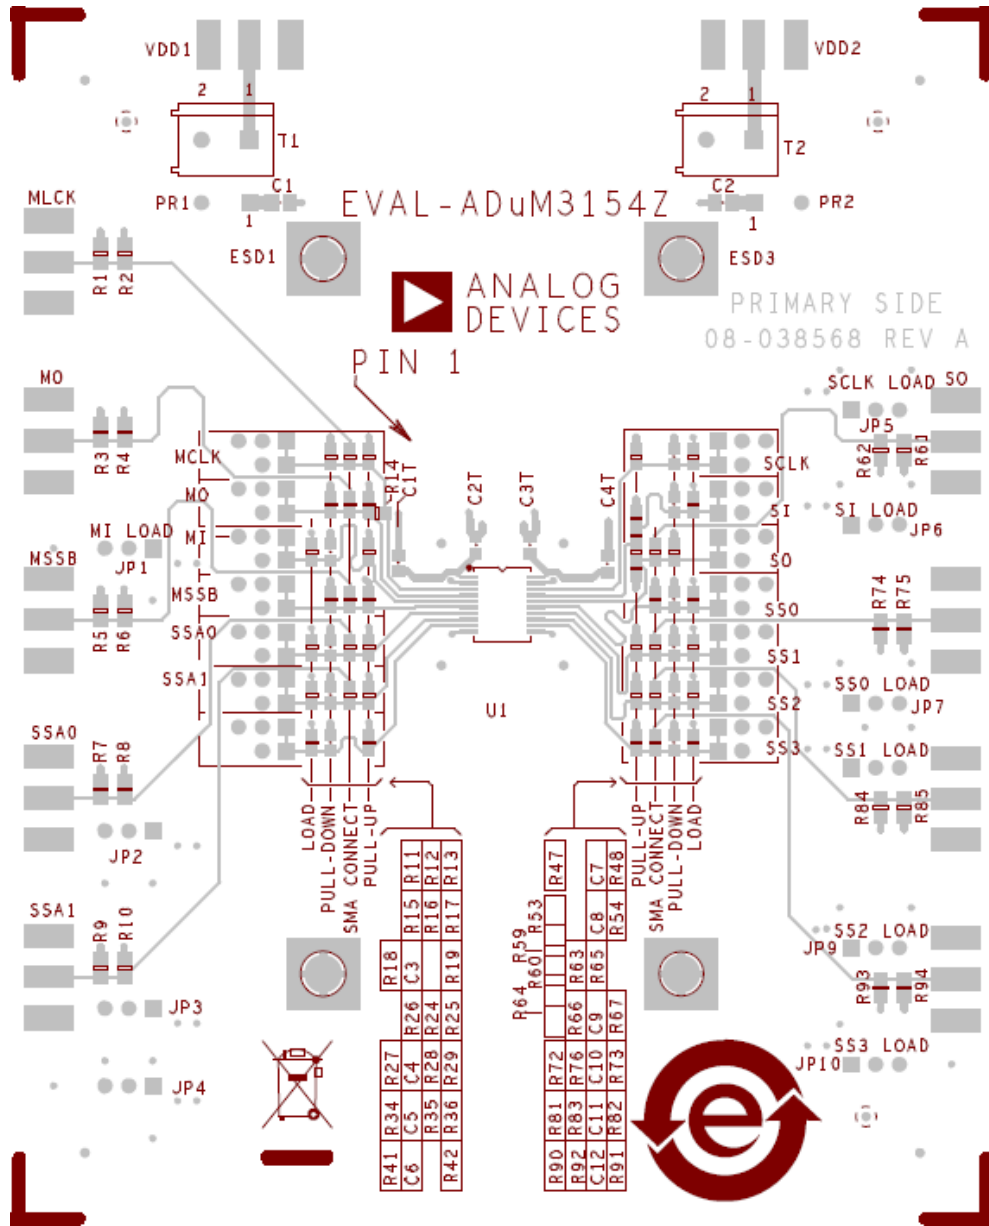 VDD1
VDD2
2 1
2 1
T1
T2
MLCK
PR1
C1
1
EVAL-ADuM3154Z
C2
1
PR2
ESD1
ESD3
R1
R2
ANALOG
DEVICES
PRIMARY SIDE
08-038568 REV A
PIN 1
MO
SCLK LOAD
SO
JP5
R3
R4
R62
R61
MCLK
R14
C1T
C2T
C3T
C4T
SCLK
MO
SI
SI LOAD
JP6
MI LOAD
JP1
MI
SO
MSSB
MSSB
SS0
R74
R75
R5
R6
SSA0
SS1
SSA1
SS2
SS0 LOAD
JP7
U1
SSA0
SS3
SS1 LOAD
R7
R8
R84
R85
JP2
LOAD
PULL-DOWN
SMA CONNECT
PULL-UP
PULL-UP
SMA CONNECT
PULL-DOWN
LOAD
R11
R12
R13
R47
C7
R48
R15
R16
R17
R53
C8
R54
SSA1
SS2 LOAD
JP9
R9
R10
R18
C3
R19
R59
R60
R63
R65
R93
R94
R26
R24
R25
R64
R66
C9
R67
JP3
SS3 LOAD
JP10
R27
C4
R28
R29
R72
R76
C10
R73
JP4
R34
C5
R35
R36
R81
R83
C11
R82
R41
C6
R42
R90
R92
C12
R91
e